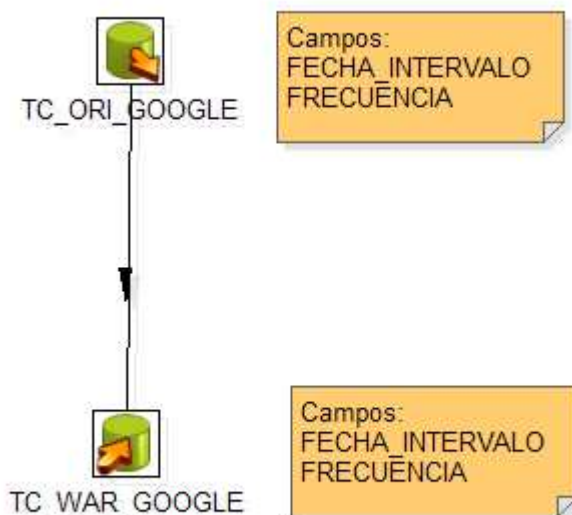 Campos:
FECHA_INTERVALO
FRECUENCIA
TC_ORI_GOOGLE
Campos:
FECHA_INTERVALO
FRECUENCIA
TC_WAR_GOOGLE